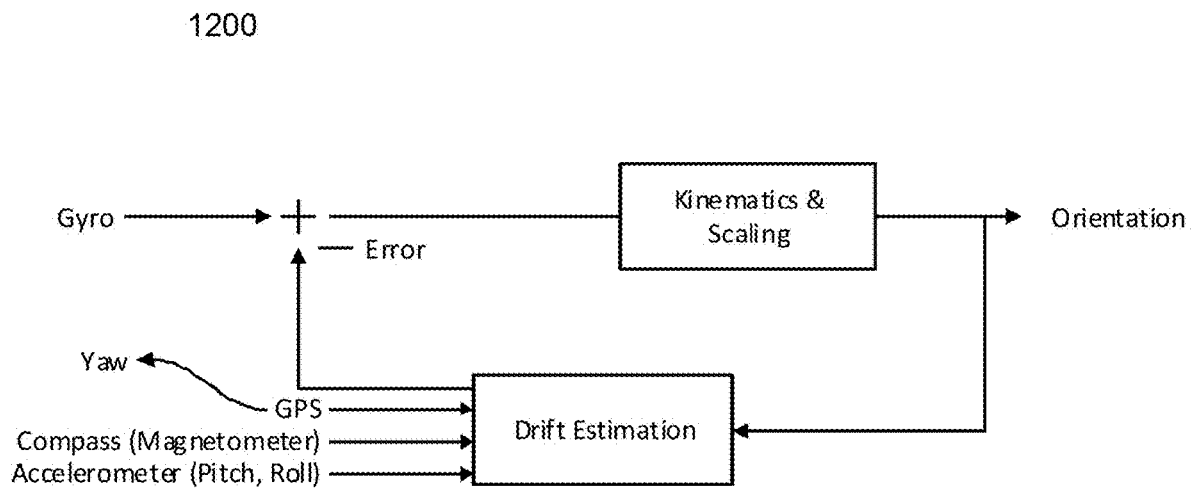 1200
Kinematics &
Scaling
Gyro
Orientation
Error
Yaw
GPS
Drift Estimation
Compass (Magnetometer)
Accelerometer (Pitch, Roll)